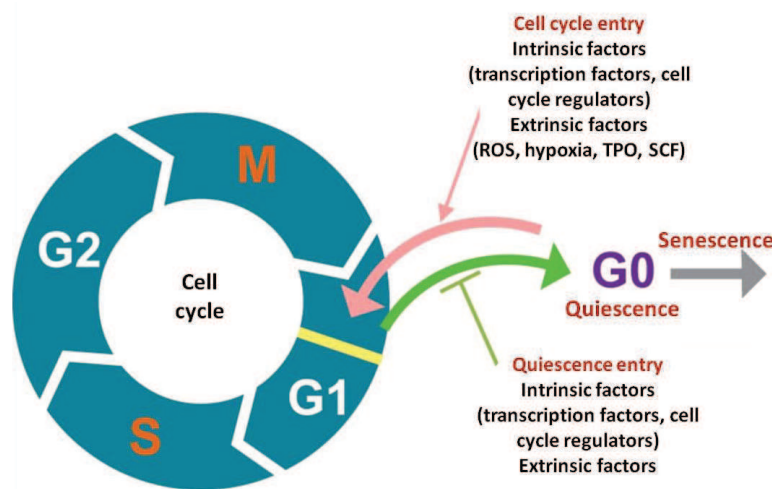 Cell cycle entry
Intrinsic factors
(transcription factors, cell
cycle regulators)
Extrinsic factors
(ROS, hypoxia, TPO, SCF)
M
G2
Cell
cycle
S
G1
Senescence
G0
Quiescence
Quiescence entry
Intrinsic factors
(transcription factors, cell
cycle regulators)
Extrinsic factors